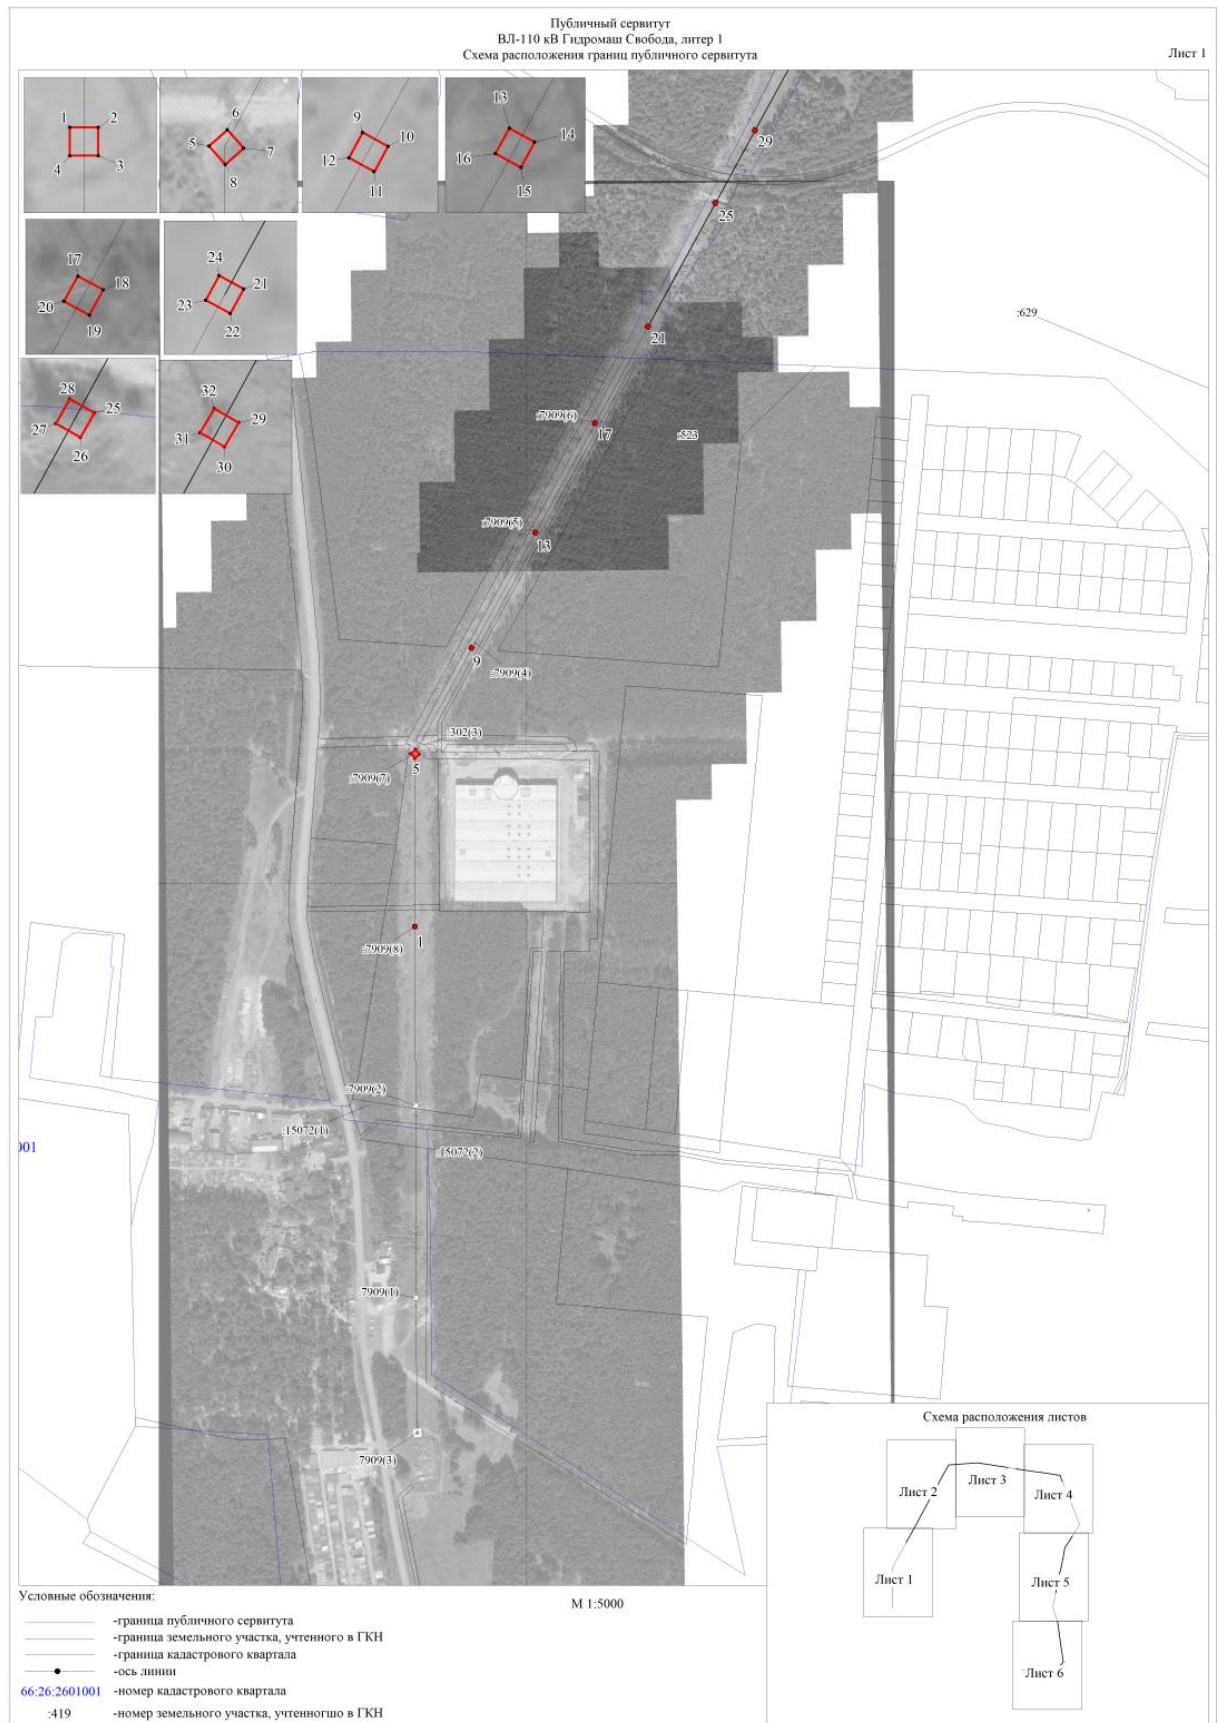 Публичный сервитут
ВЛ-110 кВ Гидромаш Свобода, литер 1
Схема расположения границ публичного сервитута
Лист 1
1 2
4 3
6
5 7
8
9
10
12
11
13
14
16
15
17
18
20
19
24
21
23
22
28
25
27
26
32
29
31
30
29
25
:629
21
:7909(6)
17
:523
:7909(5)
13
9
:7909(4)
:302(3)
5
:7909(7)
1
:7909(8)
:7909(2)
:15072(1)
:15072(2)
001
:7909(1)
7909(3)
Схема расположения листов
Лист 3
Лист 2
Лист 4
Лист 1
Лист 5
Лист 6
Условные обозначения:
М 1:5000
-граница публичного сервитута
-граница земельного участка, учтенного в ГКН
-граница кадастрового квартала
-ось линии
66:26:2601001 -номер кадастрового квартала
:419 -номер земельного участка, учтенногшо в ГКН